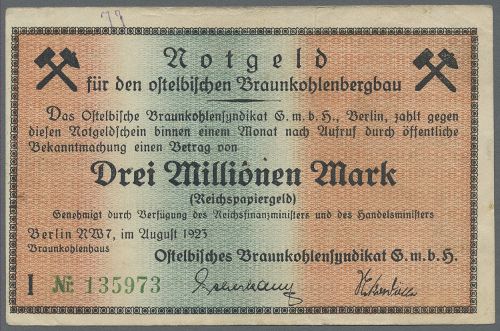 77
Notgeld
für den ostelbischen Braunkohlenbergbau
Das Ostelbische Braunkohlensyndikat G.m.b.H., Berlin, zahlt gegen
diesen Notgeldschein binnen einem Monat nach Aufruf durch öffentliche
Bekanntmachung einen Betrag von
Drei Millionen Mark
(Reichspapiergeld)
Genehmigt durch Verfügung des Reichsfinanzministers und des Handelsministers
Berlin NW7, im August 1923
Braunkohlenhaus
Ostelbisches Braunkohlensyndikat G.m.b.H.
I № 135973